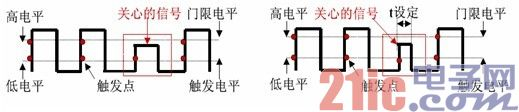 高电平
关心的信号
门限电平
低电平
触发点
触发电平
高电平
关心的信号
t设定
门限电平
低电平
触发点
触发电平
21ic.com
电子网